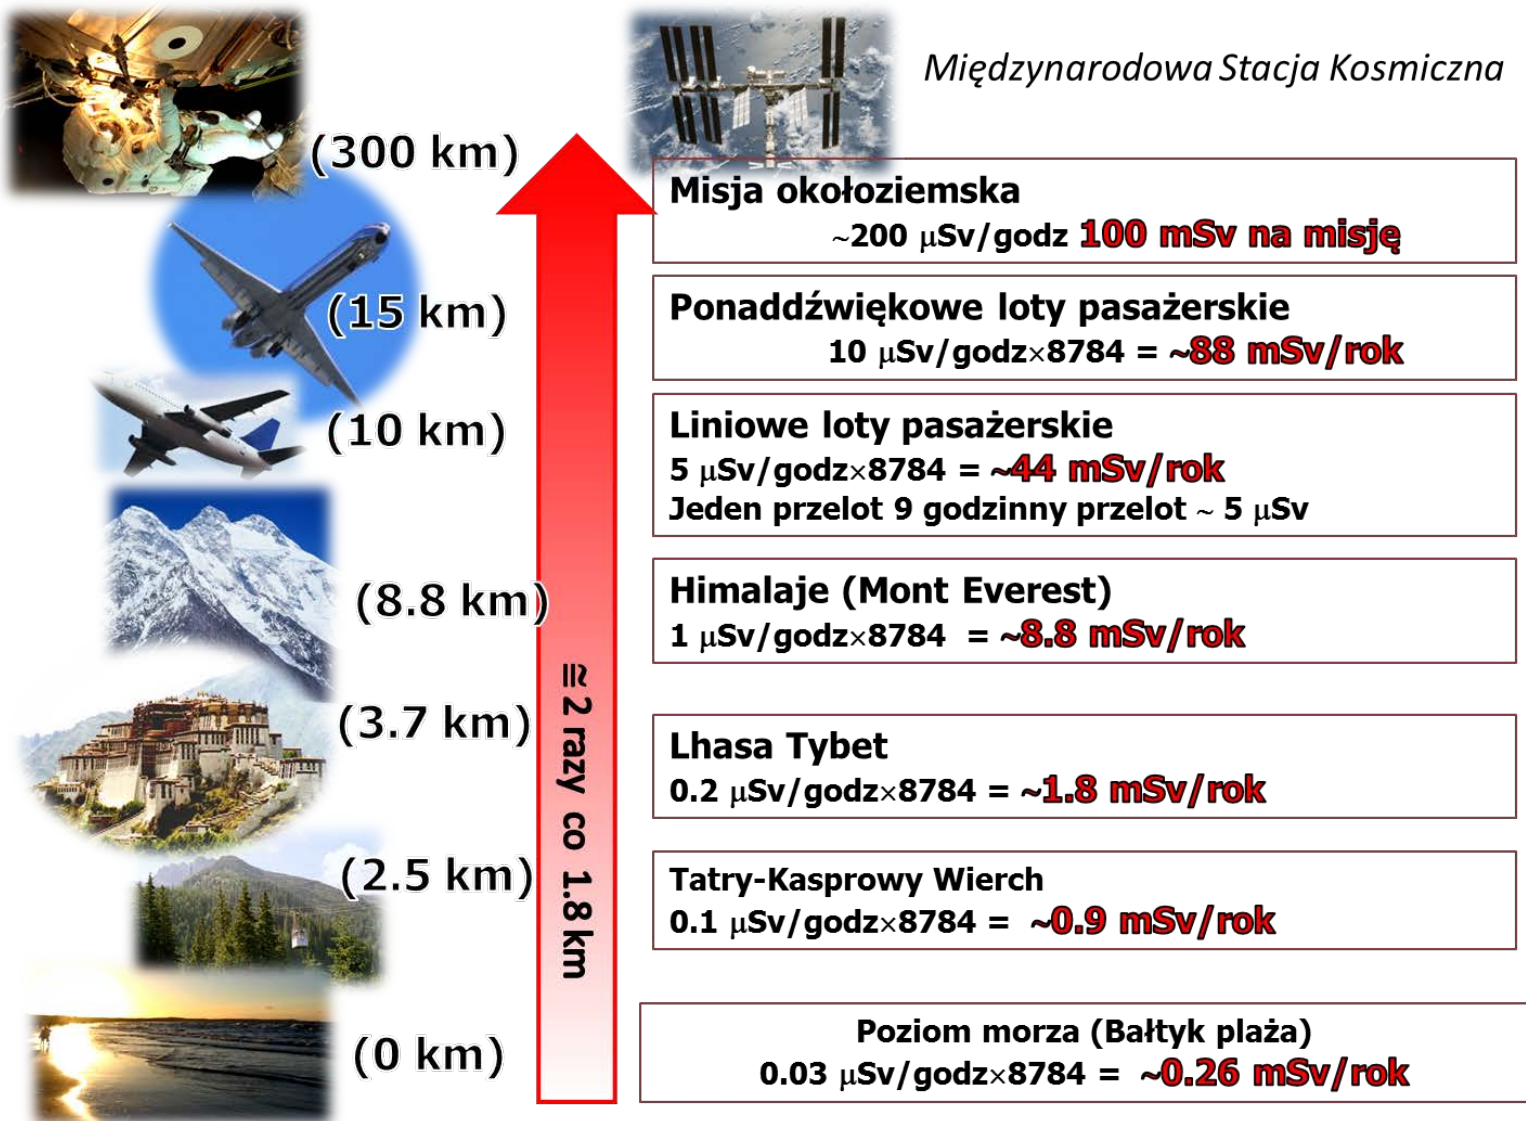 Międzynarodowa Stacja Kosmiczna
(300 km)
Misja okołoziemska
~200 μSv/godz 100 mSv na misję
(15 km)
Ponaddźwiękowe loty pasażerskie
10 μSv/godz×8784 = ~88 mSv/rok
(10 km)
Liniowe loty pasażerskie
5 μSv/godz×8784 = ~44 mSv/rok
Jeden przelot 9 godzinny przelot ~ 5 μSv
(8.8 km)
Himalaje (Mont Everest)
1 μSv/godz×8784 = ~8.8 mSv/rok
(3.7 km)
Lhasa Tybet
0.2 μSv/godz×8784 = ~1.8 mSv/rok
(2.5 km)
Tatry-Kasprowy Wierch
0.1 μSv/godz×8784 = ~0.9 mSv/rok
(0 km)
Poziom morza (Bałtyk plaża)
0.03 μSv/godz×8784 = ~0.26 mSv/rok
≅ 2 razy co 1.8 km